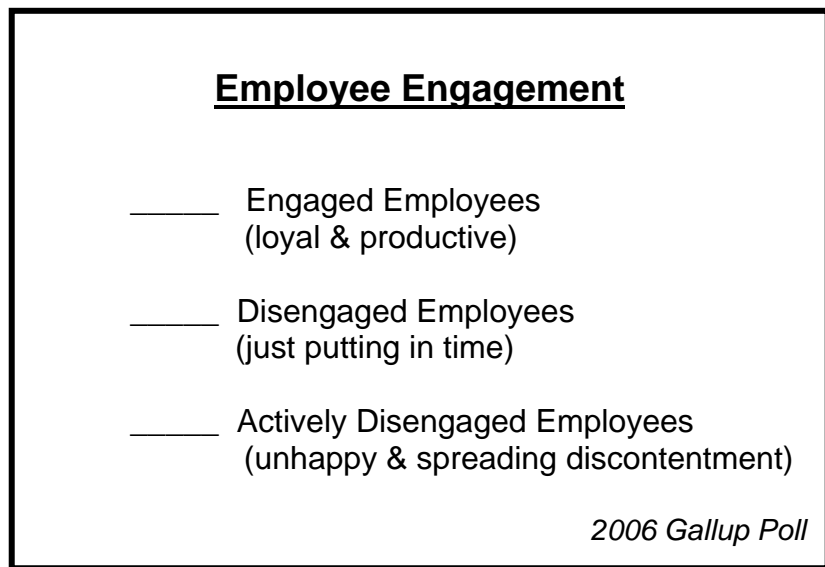 Employee Engagement
_____ Engaged Employees
(loyal & productive)
_____ Disengaged Employees
(just putting in time)
_____ Actively Disengaged Employees
(unhappy & spreading discontentment)
2006 Gallup Poll